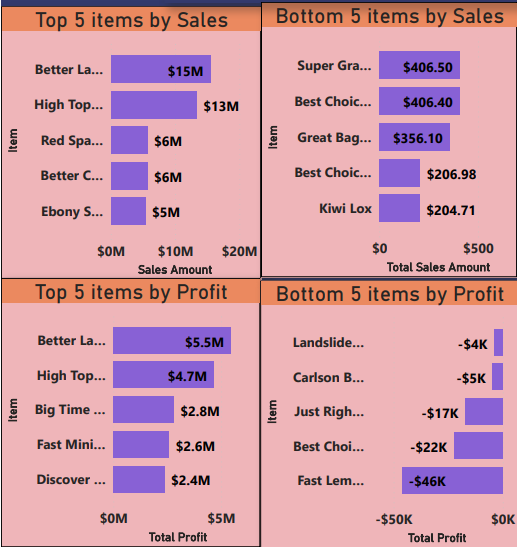 Top 5 items by Sales
Item
Better La... $15M
High Top... $13M
Red Spa... $6M
Better C... $6M
Ebony S... $5M
$0M $10M $20M
Sales Amount
Bottom 5 items by Sales
Item
Super Gra... $406.50
Best Choic... $406.40
Great Bag... $356.10
Best Choic... $206.98
Kiwi Lox $204.71
$0 $500
Total Sales Amount
Top 5 items by Profit
Item
Better La... $5.5M
High Top... $4.7M
Big Time ... $2.8M
Fast Mini... $2.6M
Discover ... $2.4M
$0M $5M
Total Profit
Bottom 5 items by Profit
Item
Landslide... -$4K
Carlson B... -$5K
Just Righ... -$17K
Best Choi... -$22K
Fast Lem... -$46K
-$50K $0K
Total Profit